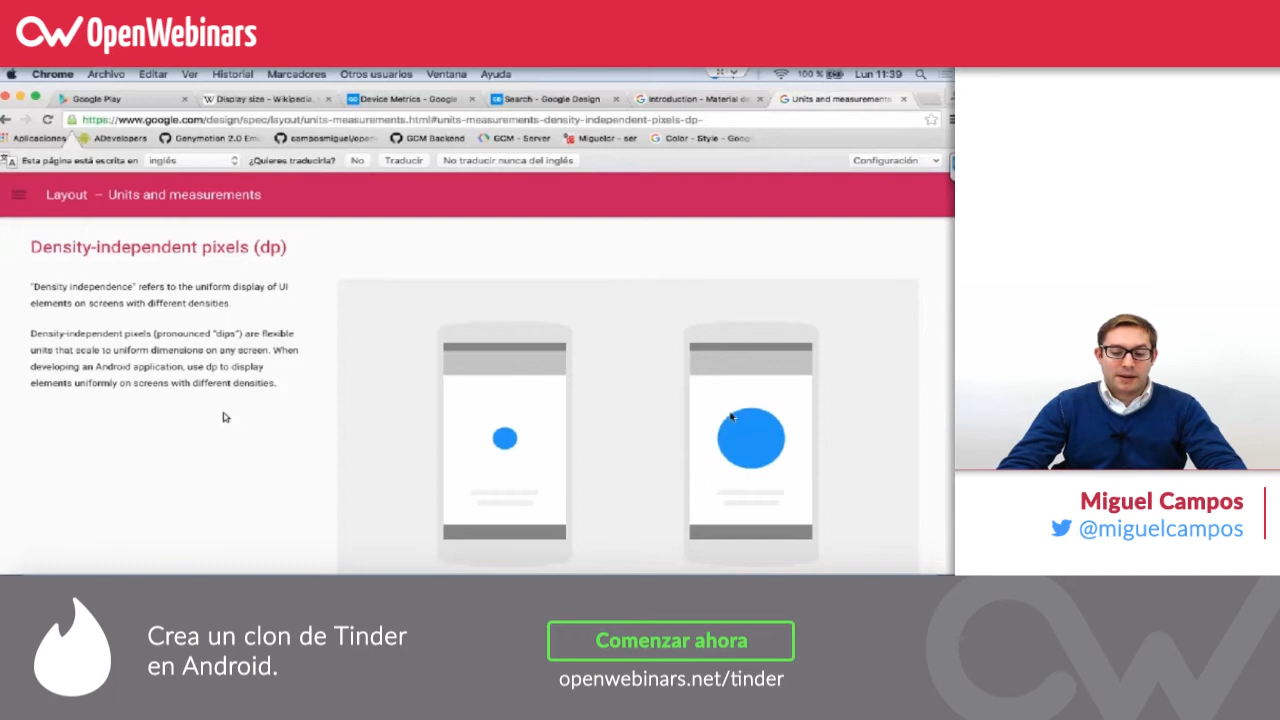 OpenWebinars
Chrome Archivo Editar Ver Historial Marcadores Otros usuarios Ventana Ayuda 100 % Lun 11:39
Google Play Display size - Wikipedia, Device Metrics - Google Search - Google Design Introduction - Material de Units and measurements
https://www.google.com/design/spec/layout/units-measurements.html#units-measurements-density-independent-pixels-dp-
Aplicaciones ADevelopers Genymotion 2.0 Em camposmiguel/open GCM Backend GCM - Server Miguelcr - ser Color - Style - Goog
Esta página está escrita en inglés ¿Quieres traducirla? No Traducir No traducir nunca del inglés Configuración
Layout – Units and measurements
Density-independent pixels (dp)
"Density independence" refers to the uniform display of UI
elements on screens with different densities.
Density-independent pixels (pronounced "dips") are flexible
units that scale to uniform dimensions on any screen. When
developing an Android application, use dp to display
elements uniformly on screens with different densities.
Miguel Campos
@miguelcampos
Crea un clon de Tinder
en Android.
Comenzar ahora
openwebinars.net/tinder